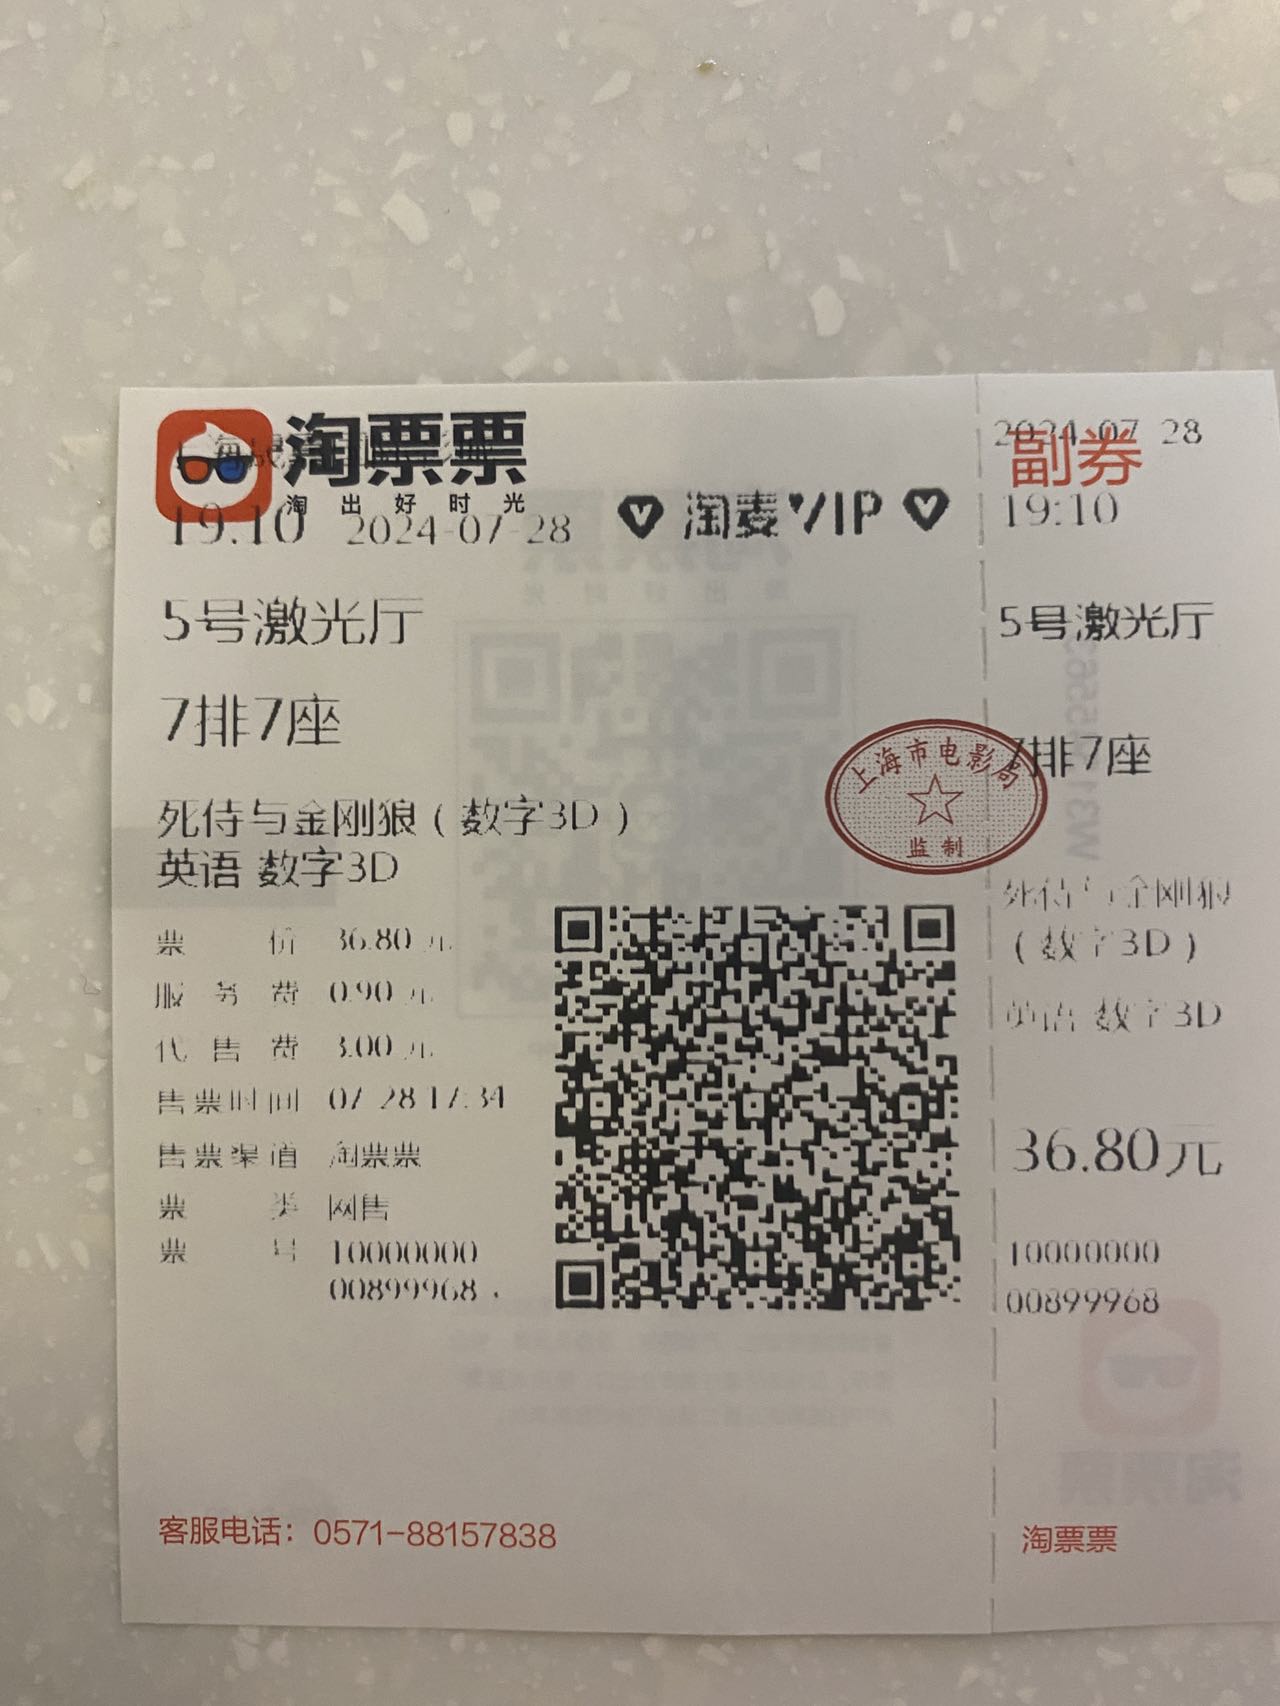 淘票票
淘出好时光
19:10 2024-07-28
淘麦VIP
5号激光厅
7排7座
死侍与金刚狼(数字3D)
英语 数字3D
票价 36.80元
服务费 0.90元
代售费 3.00元
售票时间 07-28 17:34
售票渠道 淘票票
票类 网售
票号 10000000
00899968
客服电话：0571-88157838
上海市电影局
监制
副券
2024-07-28
19:10
5号激光厅
7排7座
死侍与金刚狼
(数字3D)
英语 数字3D
36.80元
10000000
00899968
淘票票